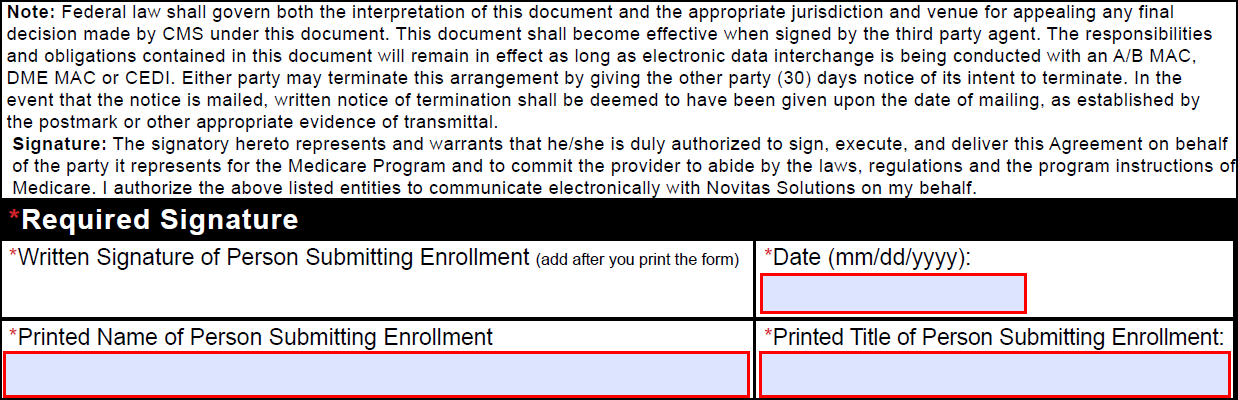 Note: Federal law shall govern both the interpretation of this document and the appropriate jurisdiction and venue for appealing any final
decision made by CMS under this document. This document shall become effective when signed by the third party agent. The responsibilities
and obligations contained in this document will remain in effect as long as electronic data interchange is being conducted with an A/B MAC,
DME MAC or CEDI. Either party may terminate this arrangement by giving the other party (30) days notice of its intent to terminate. In the
event that the notice is mailed, written notice of termination shall be deemed to have been given upon the date of mailing, as established by
the postmark or other appropriate evidence of transmittal.
Signature: The signatory hereto represents and warrants that he/she is duly authorized to sign, execute, and deliver this Agreement on behalf
of the party it represents for the Medicare Program and to commit the provider to abide by the laws, regulations and the program instructions of
Medicare. I authorize the above listed entities to communicate electronically with Novitas Solutions on my behalf.
*Required Signature
*Written Signature of Person Submitting Enrollment (add after you print the form)
*Date (mm/dd/yyyy):
*Printed Name of Person Submitting Enrollment
*Printed Title of Person Submitting Enrollment: